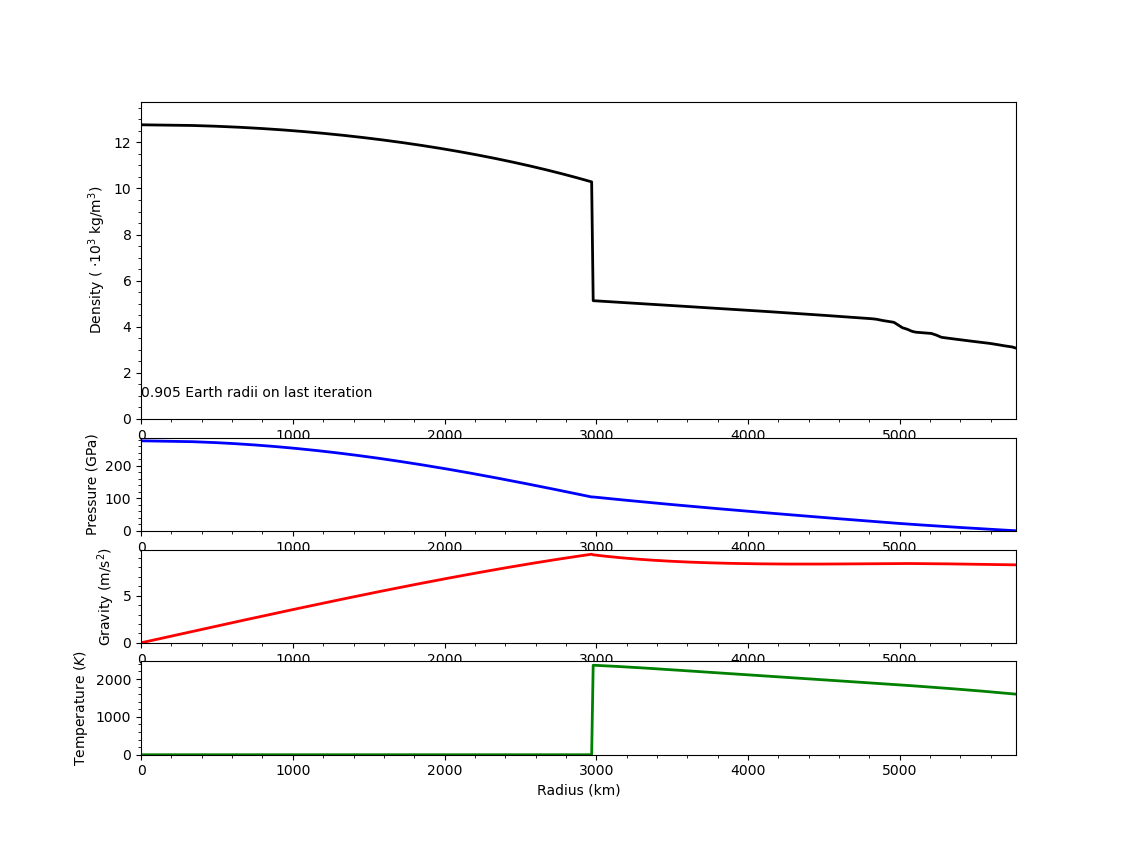 Density ( ·10³ kg/m³)
12
10
8
6
4
2
0
0.905 Earth radii on last iteration
0 1000 2000 3000 4000 5000
Pressure (GPa)
200
100
0
0 1000 2000 3000 4000 5000
Gravity (m/s²)
5
0
0 1000 2000 3000 4000 5000
Temperature (K)
2000
1000
0
0 1000 2000 3000 4000 5000
Radius (km)